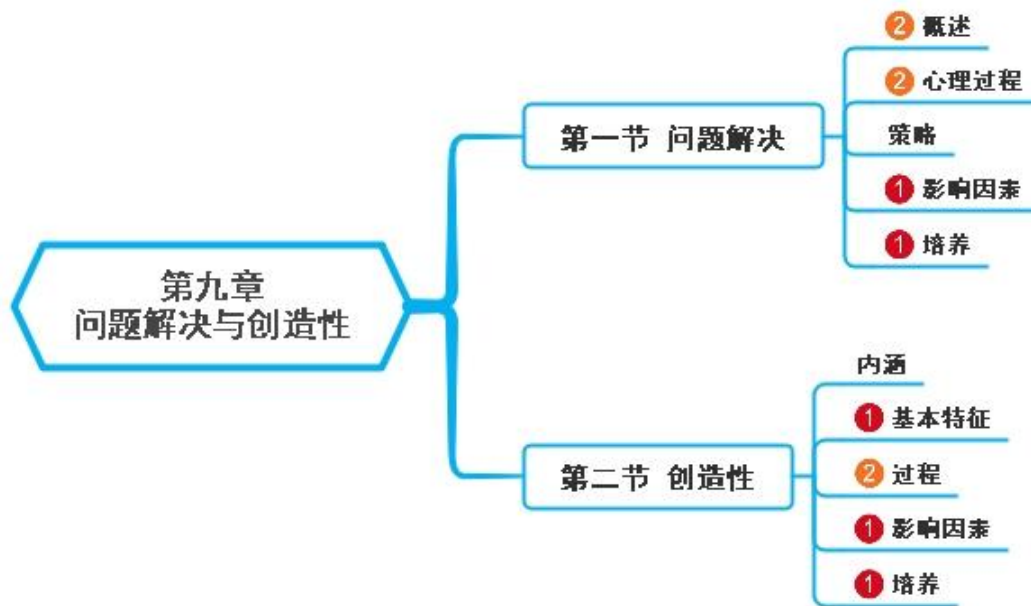 第九章
问题解决与创造性
第一节 问题解决
2 概述
2 心理过程
策略
1 影响因素
1 培养
第二节 创造性
内涵
1 基本特征
2 过程
1 影响因素
1 培养